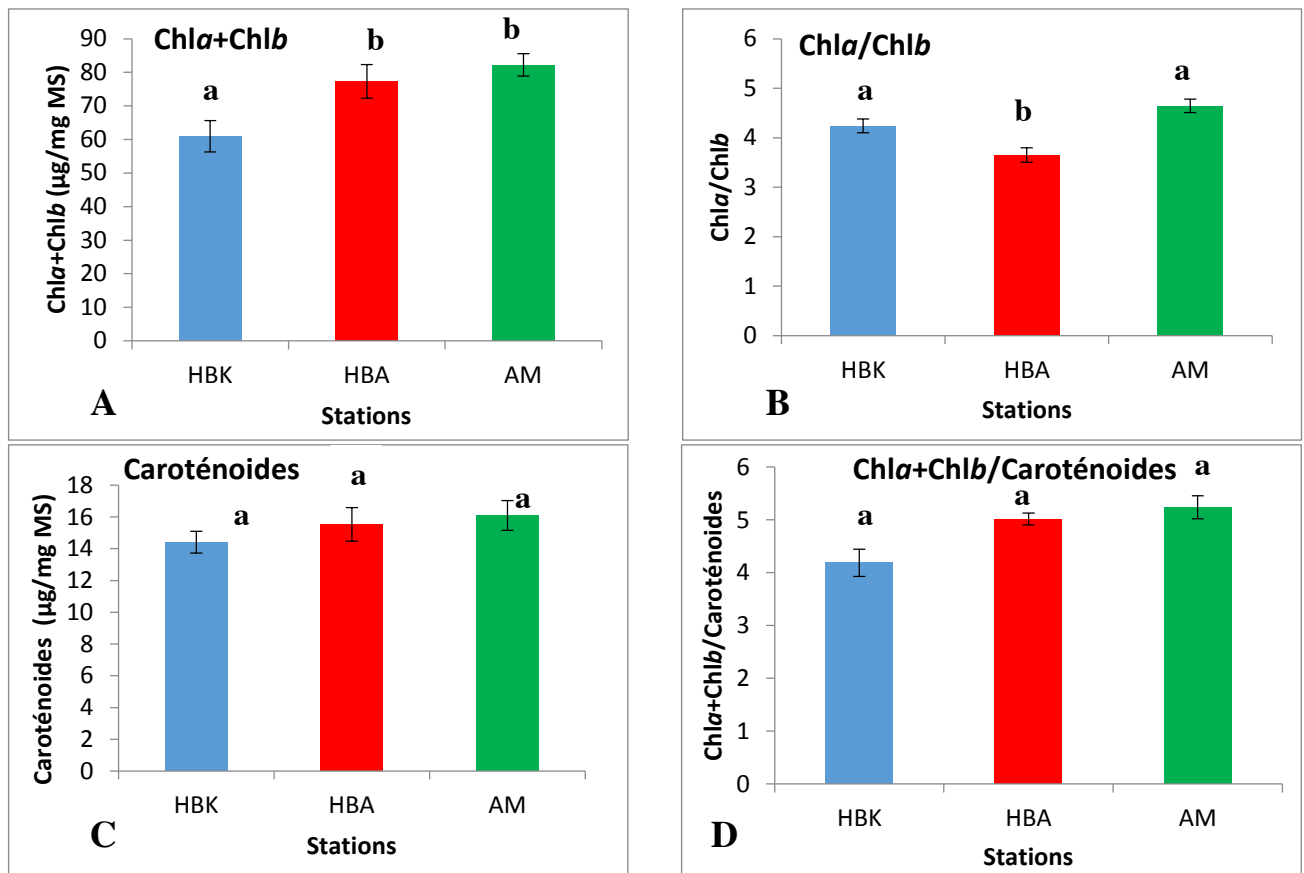 Chla+Chlb
a
b
b
Chla+Chlb (µg/mg MS)
90
80
70
60
50
40
30
20
10
0
HBK HBA AM
Stations
A
Chla/Chlb
a
b
a
Chla/Chlb
6
5
4
3
2
1
0
HBK HBA AM
Stations
B
Caroténoides
a
a
a
Caroténoides (µg/mg MS)
18
16
14
12
10
8
6
4
2
0
HBK HBA AM
Stations
C
Chla+Chlb/Caroténoides
a
a
a
Chla+Chlb/Caroténoides
6
5
4
3
2
1
0
HBK HBA AM
Stations
D